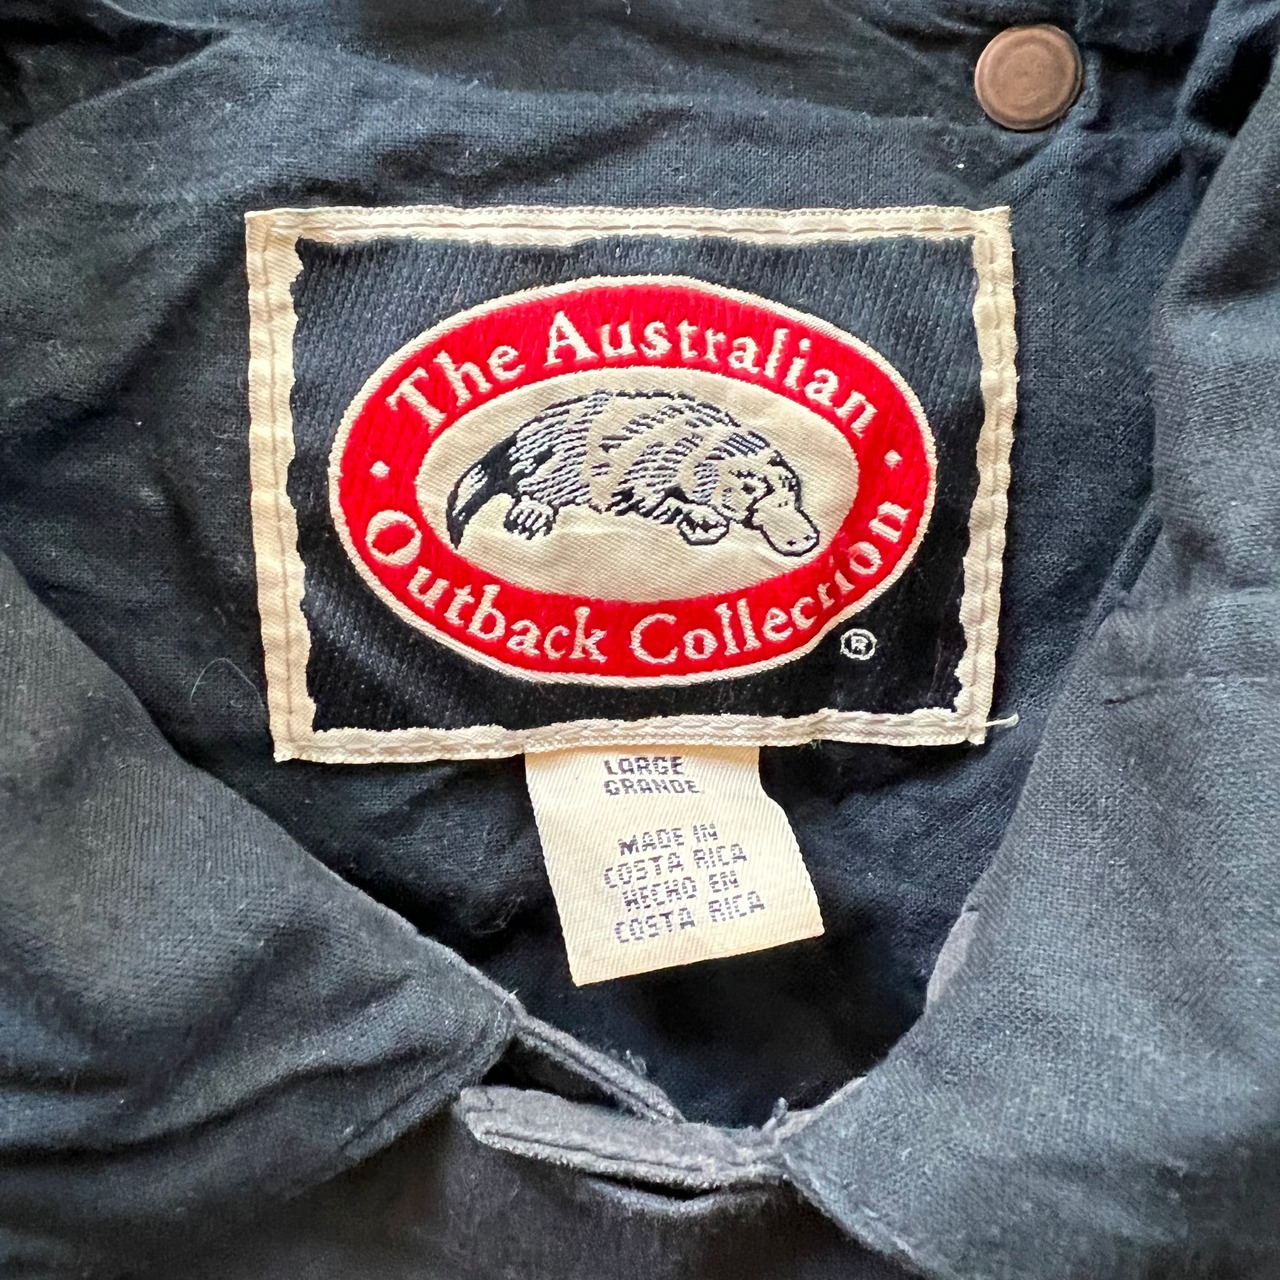 The Australian
Outback Collection
®
LARGE
GRANDE
MADE IN
COSTA RICA
HECHO EN
COSTA RICA